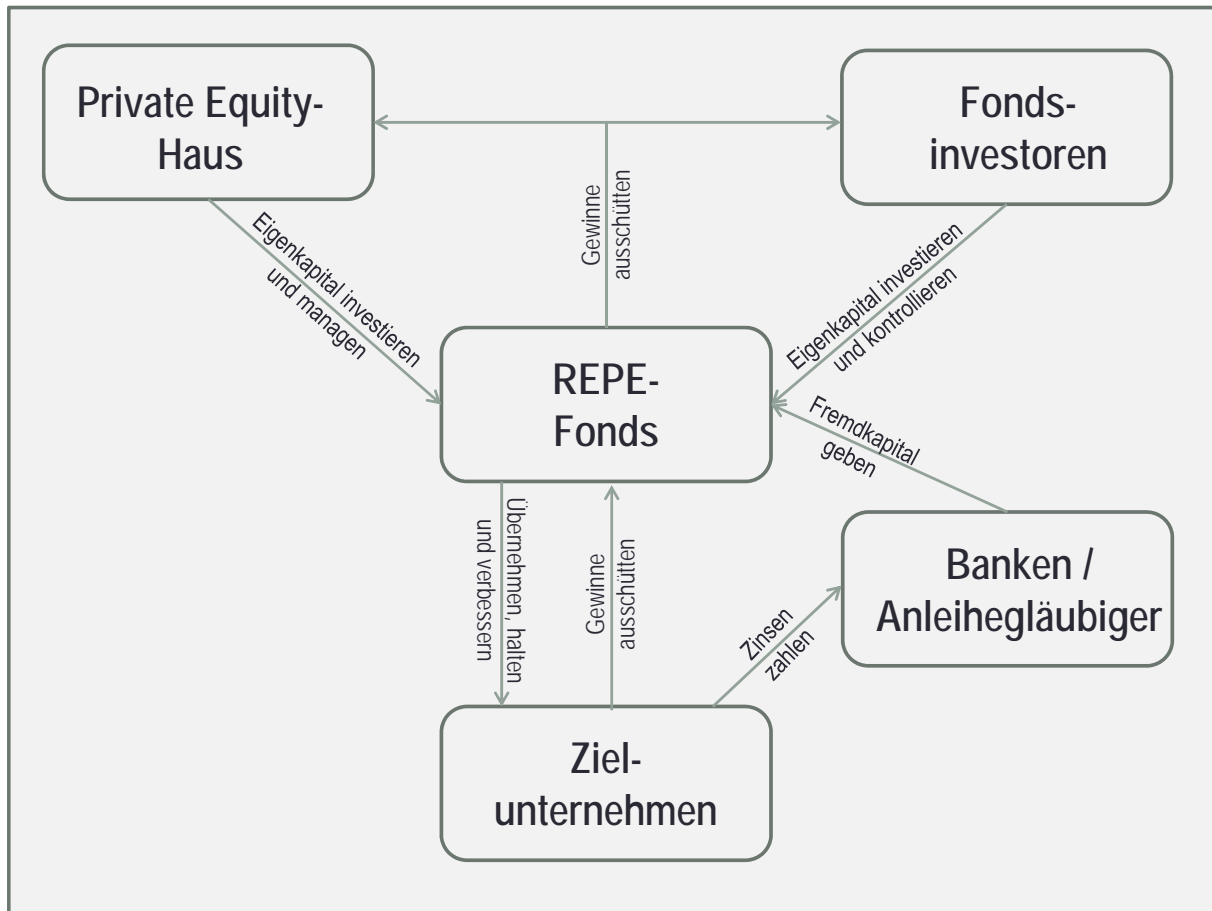 Private Equity-
Haus
Fonds-
investoren
Gewinne
ausschütten
Eigenkapital investieren
und managen
Eigenkapital investieren
und kontrollieren
REPE-
Fonds
Fremdkapital
geben
Übernehmen, halten
und verbessern
Gewinne
ausschütten
Banken /
Anleihegläubiger
Zinsen
zahlen
Ziel-
unternehmen